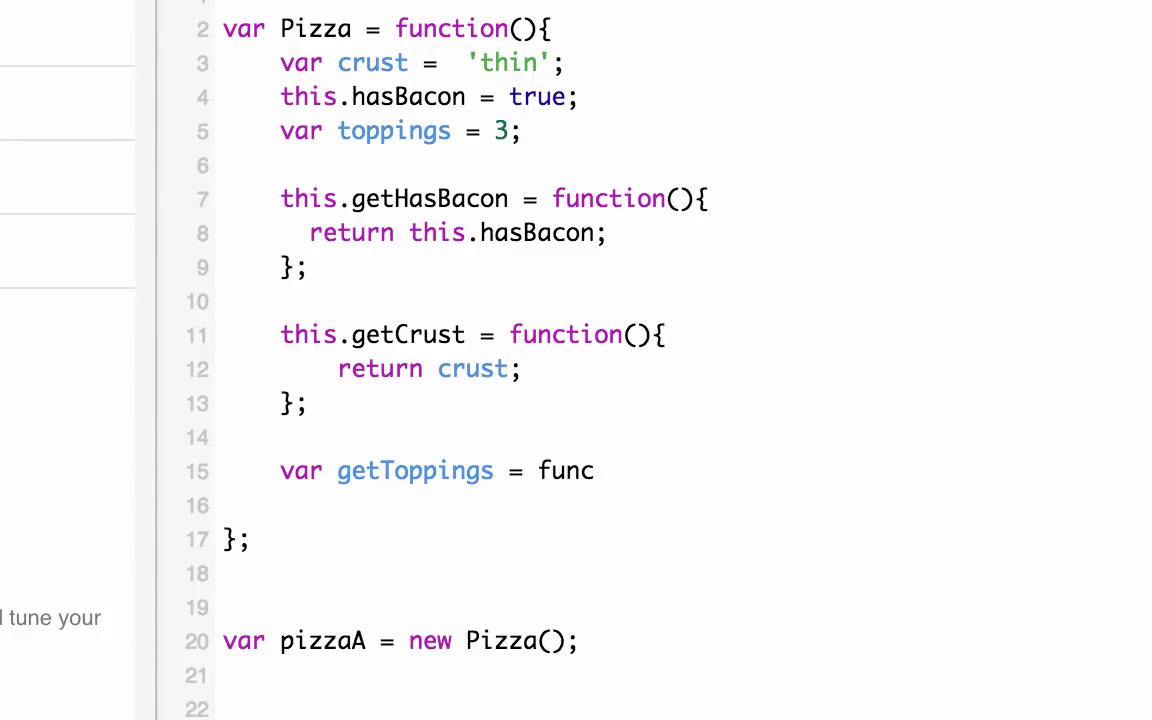 2 var Pizza = function(){
3 var crust =  'thin';
4 this.hasBacon = true;
5 var toppings = 3;
6
7 this.getHasBacon = function(){
8 return this.hasBacon;
9 };
10
11 this.getCrust = function(){
12 return crust;
13 };
14
15 var getToppings = func
16
17 };
18
19
l tune your
20 var pizzaA = new Pizza();
21
22